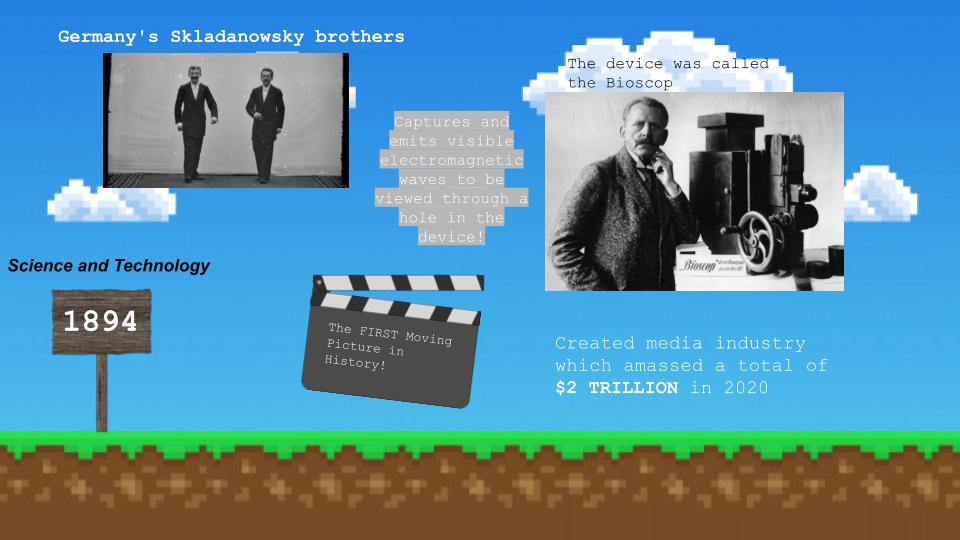 Germany's Skladanowsky brothers
The device was called
the Bioscop
Captures and
emits visible
electromagnetic
waves to be
viewed through a
hole in the
device!
"Bioscop"
Science and Technology
1894
The FIRST Moving
Picture in
History!
Created media industry
which amassed a total of
$2 TRILLION in 2020